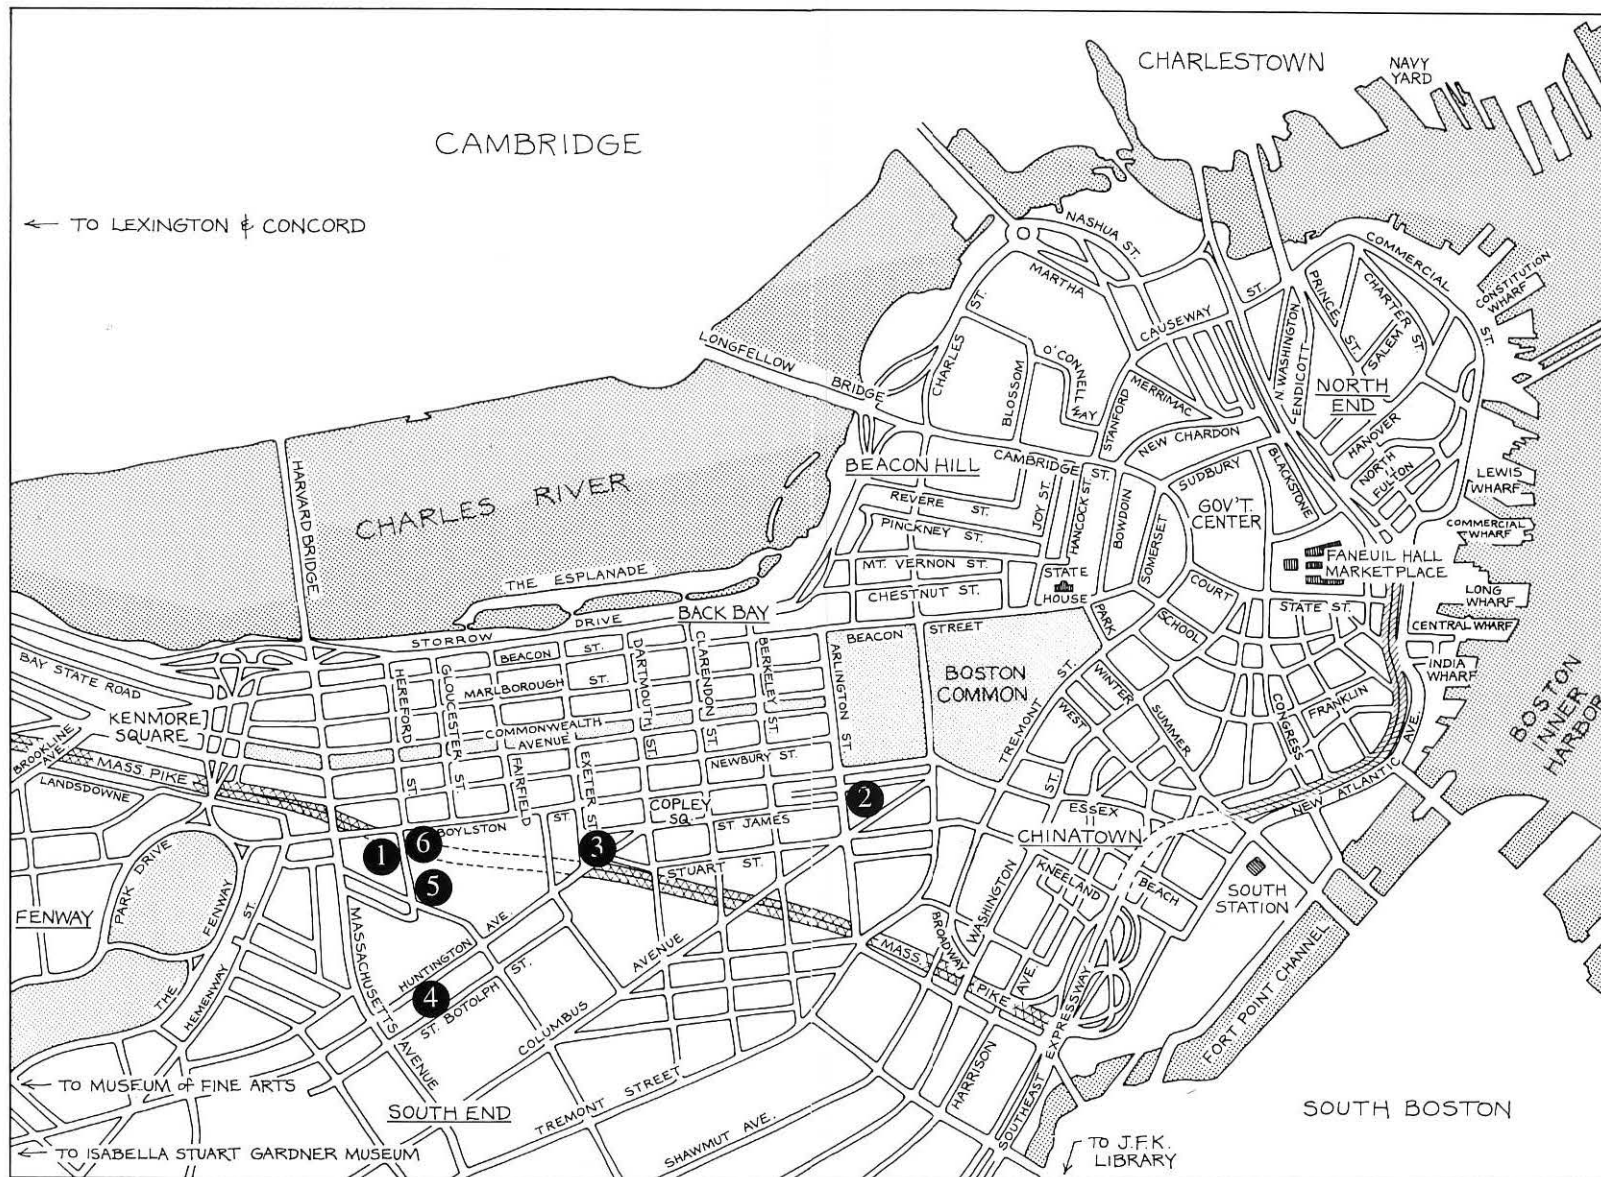 CHARLESTOWN
NAVY
YARD
CAMBRIDGE
← TO LEXINGTON & CONCORD
NASHUA ST.
COMMERCIAL
ST.
CONSTITUTION
WHARF
MARTHA
PRINCE
ST.
CHARTER ST.
SALEM
CAUSEWAY
ST.
N. WASHINGTON
ENDICOTT
NORTH
END
LONGFELLOW
BRIDGE
CHARLES
ST.
BLOSSOM
O'CONNELL
WAY
STANFORD
MERRIMAC
NEW CHARDON
HANOVER
NORTH
FULTON
LEWIS
WHARF
HARVARD BRIDGE
CHARLES RIVER
BEACON HILL
CAMBRIDGE ST.
SUDBURY
BLACKSTONE
REVERE ST.
JOY ST.
HANCOCK ST.
BOWDOIN
SOMERSET
GOV'T.
CENTER
COMMERCIAL
WHARF
PINCKNEY ST.
FANEUIL HALL
MARKETPLACE
THE ESPLANADE
MT. VERNON ST.
STATE
HOUSE
CHESTNUT ST.
COURT
STATE ST.
LONG
WHARF
CENTRAL WHARF
BACK BAY
STORROW DRIVE
BEACON
STREET
PARK
ST.
SCHOOL
INDIA
WHARF
BAY STATE ROAD
BEACON ST.
MARLBOROUGH ST.
COMMONWEALTH
AVENUE
NEWBURY ST.
HEREFORD
ST.
GLOUCESTER
ST.
FAIRFIELD
EXETER ST.
DARTMOUTH
ST.
CLARENDON
ST.
BERKELEY
ST.
ARLINGTON
ST.
BOSTON
COMMON
TREMONT
WINTER
WEST
ST.
SUMMER
CONGRESS
FRANKLIN
BOSTON
INNER
HARBOR
KENMORE
SQUARE
BROOKLINE
AVE.
MASS. PIKE
LANDSDOWNE
NEW ATLANTIC
AVE.
2
COPLEY
SQ.
ST JAMES
ESSEX
CHINATOWN
BOYLSTON
ST.
6
1
3
5
STUART ST.
PARK DRIVE
FENWAY
THE FENWAY
HEMENWAY
ST.
MASSACHUSETTS
AVENUE
HUNTINGTON AVE.
4
ST. BOTOLPH
ST.
COLUMBUS
AVENUE
WASHINGTON
KNEELAND
BEACH
SOUTH
STATION
BROADWAY
MASS.
PIKE
AVE.
HARRISON
SOUTHEAST EXPRESSWAY
FORT POINT CHANNEL
← TO MUSEUM of FINE ARTS
SOUTH END
TREMONT STREET
SHAWMUT AVE.
SOUTH BOSTON
← TO ISABELLA STUART GARDNER MUSEUM
TO J.F.K.
LIBRARY